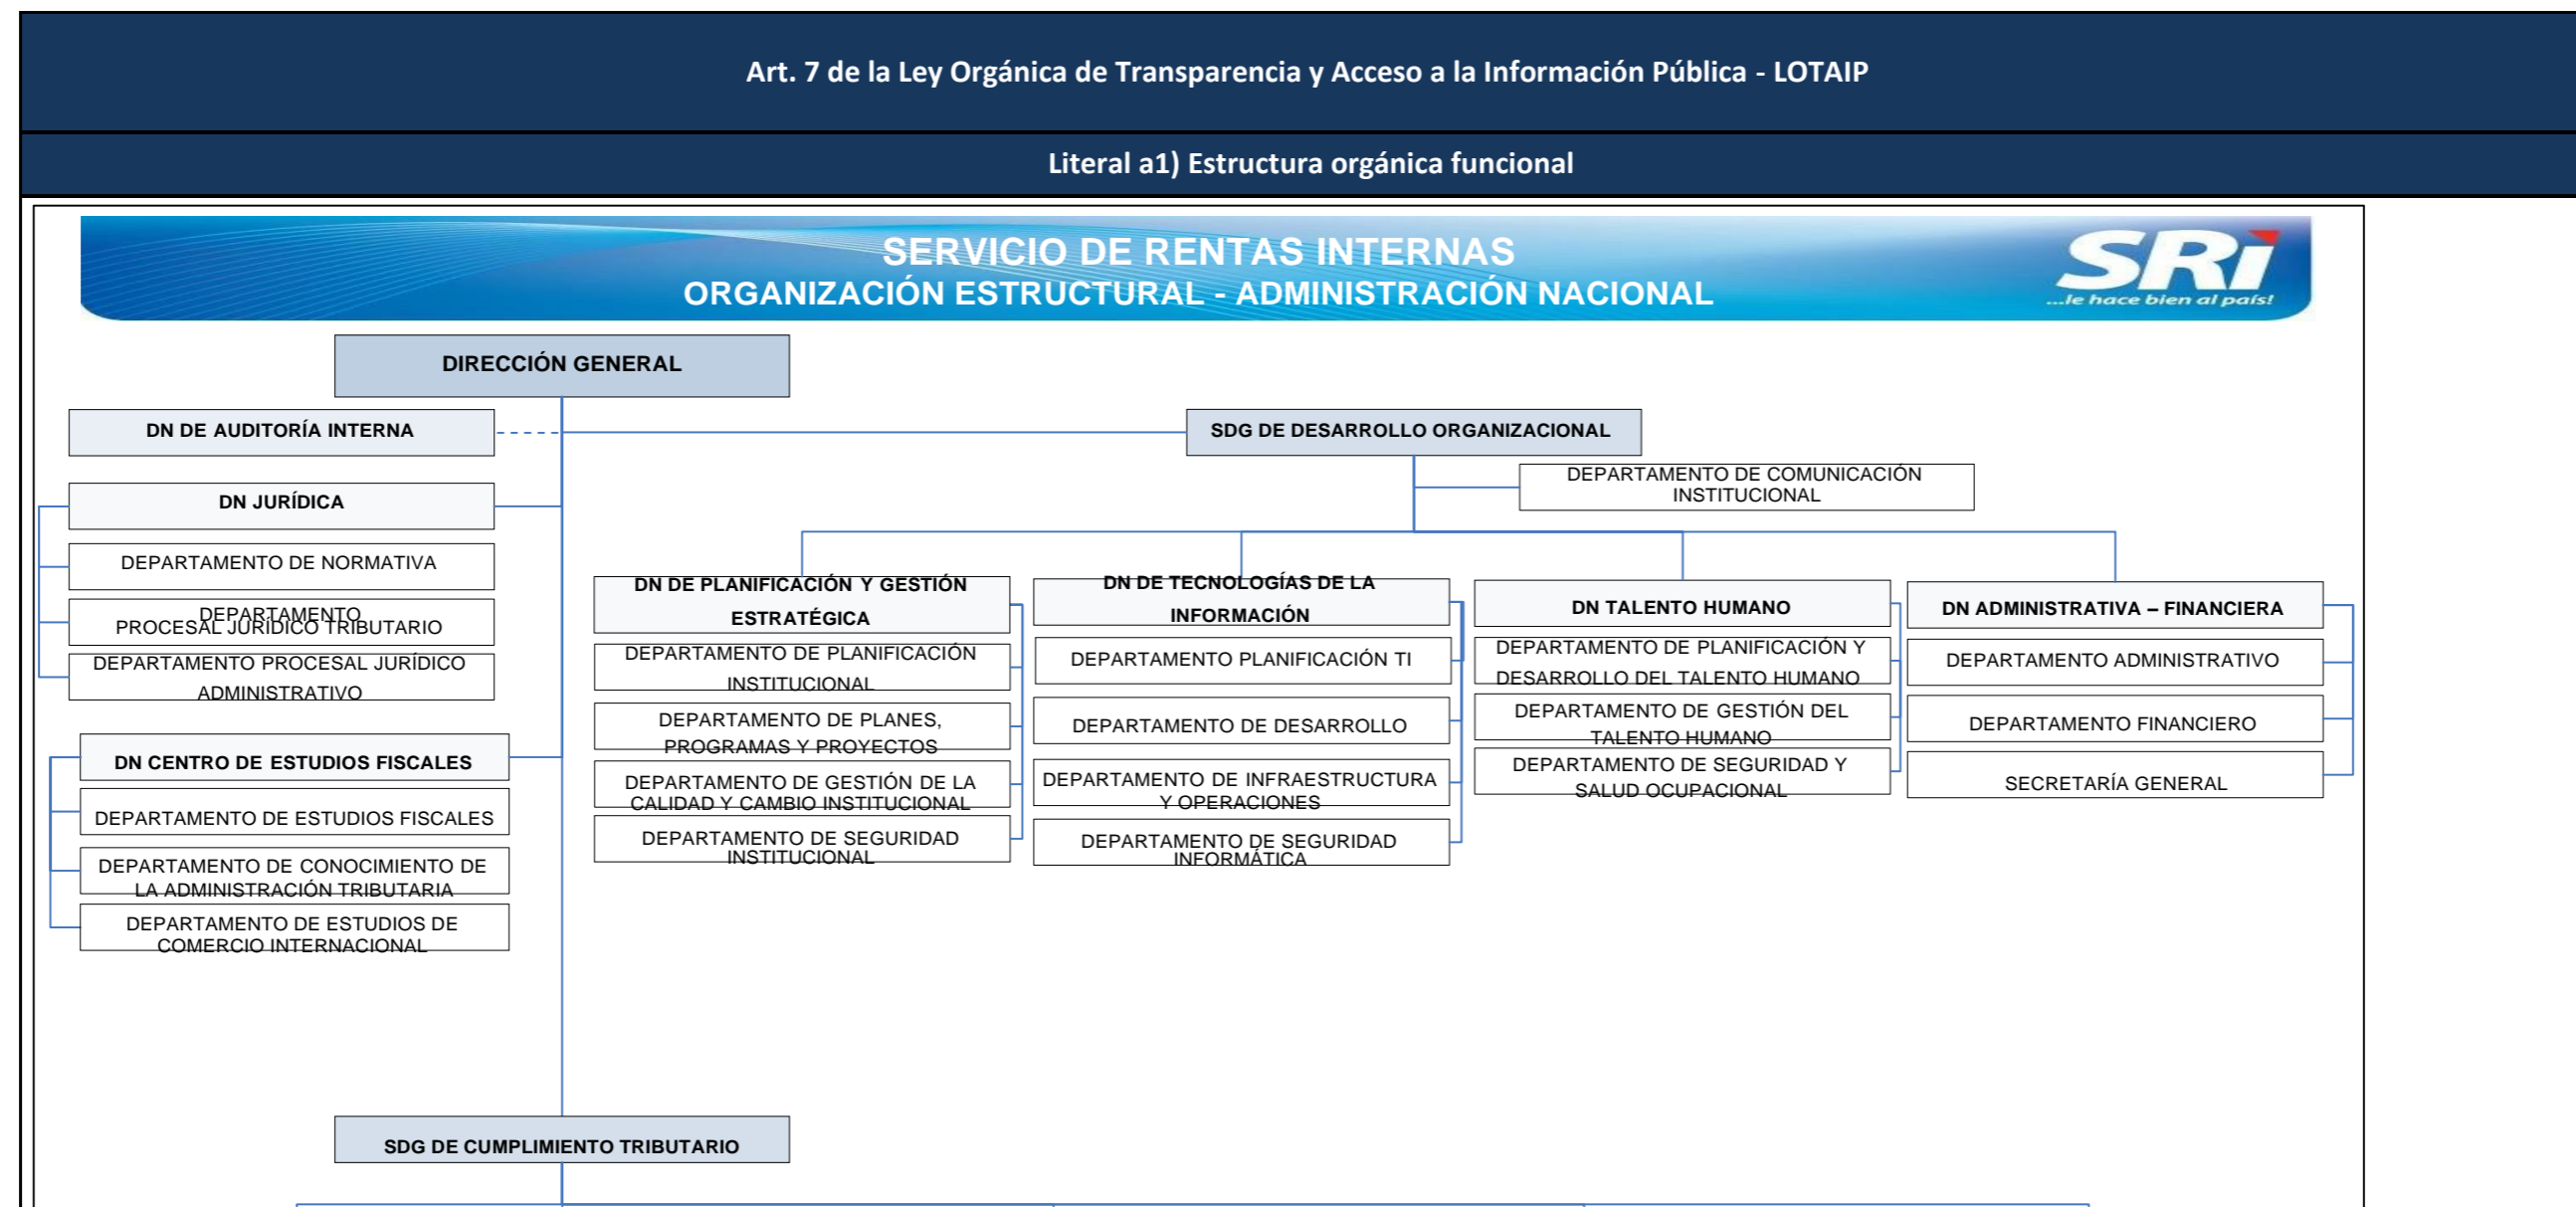 Art. 7 de la Ley Orgánica de Transparencia y Acceso a la Información Pública - LOTAIP
Literal a1) Estructura orgánica funcional
SERVICIO DE RENTAS INTERNAS
ORGANIZACIÓN ESTRUCTURAL - ADMINISTRACIÓN NACIONAL
SRi
...le hace bien al país!
DIRECCIÓN GENERAL
DN DE AUDITORÍA INTERNA
SDG DE DESARROLLO ORGANIZACIONAL
DEPARTAMENTO DE COMUNICACIÓN
INSTITUCIONAL
DN JURÍDICA
DEPARTAMENTO DE NORMATIVA
DEPARTAMENTO
PROCESAL JURÍDICO TRIBUTARIO
DEPARTAMENTO PROCESAL JURÍDICO
ADMINISTRATIVO
DN CENTRO DE ESTUDIOS FISCALES
DEPARTAMENTO DE ESTUDIOS FISCALES
DEPARTAMENTO DE CONOCIMIENTO DE
LA ADMINISTRACIÓN TRIBUTARIA
DEPARTAMENTO DE ESTUDIOS DE
COMERCIO INTERNACIONAL
DN DE PLANIFICACIÓN Y GESTIÓN
ESTRATÉGICA
DEPARTAMENTO DE PLANIFICACIÓN
INSTITUCIONAL
DEPARTAMENTO DE PLANES,
PROGRAMAS Y PROYECTOS
DEPARTAMENTO DE GESTIÓN DE LA
CALIDAD Y CAMBIO INSTITUCIONAL
DEPARTAMENTO DE SEGURIDAD
INSTITUCIONAL
DN DE TECNOLOGÍAS DE LA
INFORMACIÓN
DEPARTAMENTO PLANIFICACIÓN TI
DEPARTAMENTO DE DESARROLLO
DEPARTAMENTO DE INFRAESTRUCTURA
Y OPERACIONES
DEPARTAMENTO DE SEGURIDAD
INFORMÁTICA
DN TALENTO HUMANO
DEPARTAMENTO DE PLANIFICACIÓN Y
DESARROLLO DEL TALENTO HUMANO
DEPARTAMENTO DE GESTIÓN DEL
TALENTO HUMANO
DEPARTAMENTO DE SEGURIDAD Y
SALUD OCUPACIONAL
DN ADMINISTRATIVA – FINANCIERA
DEPARTAMENTO ADMINISTRATIVO
DEPARTAMENTO FINANCIERO
SECRETARÍA GENERAL
SDG DE CUMPLIMIENTO TRIBUTARIO